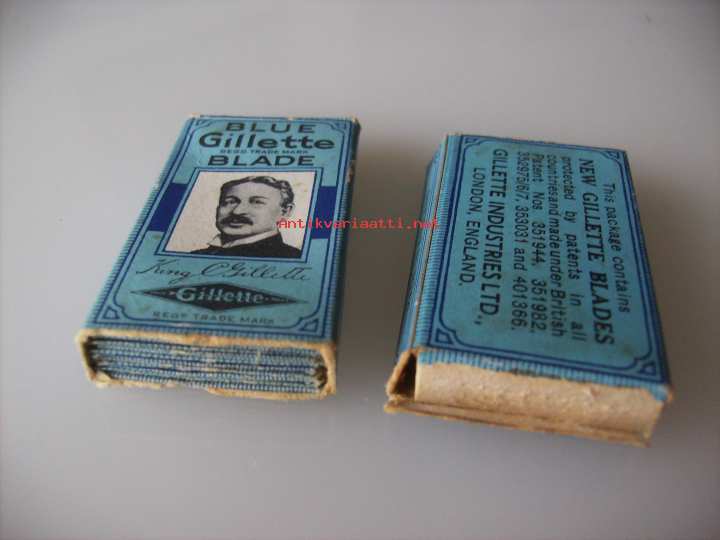 BLUE
Gillette
REGD TRADE MARK
BLADE
King C Gillette
Gillette
REGD TRADE MARK
Antikvariaatti.net
This package contains
NEW GILLETTE BLADES
protected by patents in all
countries and made under British
Patent Nos. 351944, 351982,
352975/6/7, 353031 and 401366.
GILLETTE INDUSTRIES LTD.,
LONDON, ENGLAND.